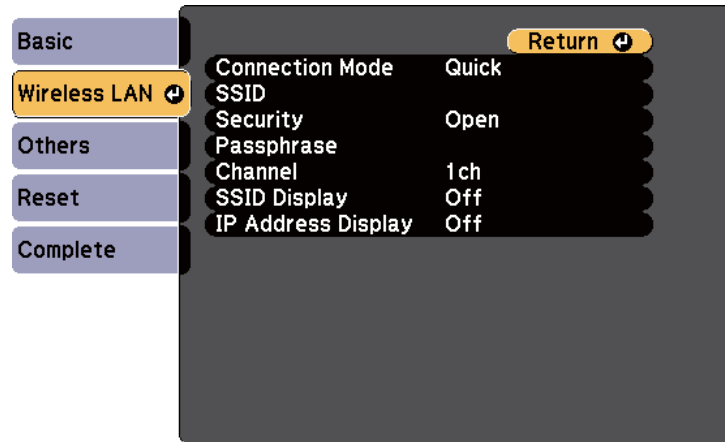 Basic
Wireless LAN
Others
Reset
Complete
Return
Connection Mode Quick
SSID
Security Open
Passphrase
Channel 1ch
SSID Display Off
IP Address Display Off